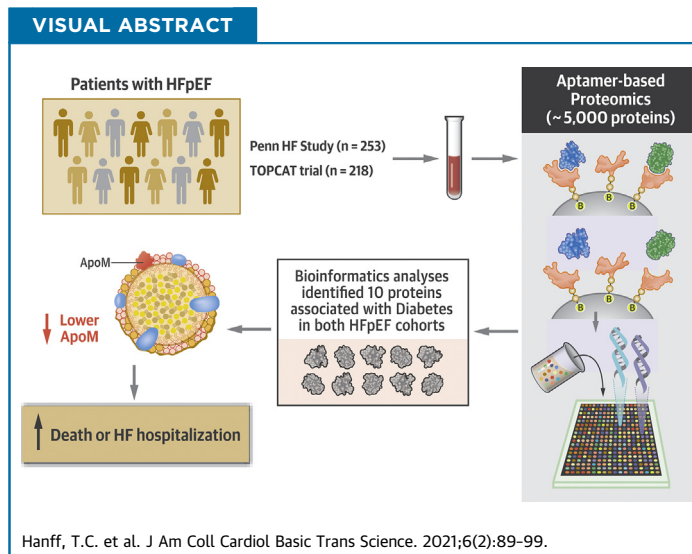 VISUAL ABSTRACT
Patients with HFpEF
Penn HF Study (n = 253)
TOPCAT trial (n = 218)
Aptamer-based
Proteomics
(~5,000 proteins)
B
B
B
B
B
B
ApoM
Lower
ApoM
Bioinformatics analyses
identified 10 proteins
associated with Diabetes
in both HFpEF cohorts
Death or HF hospitalization
Hanff, T.C. et al. J Am Coll Cardiol Basic Trans Science. 2021;6(2):89–99.